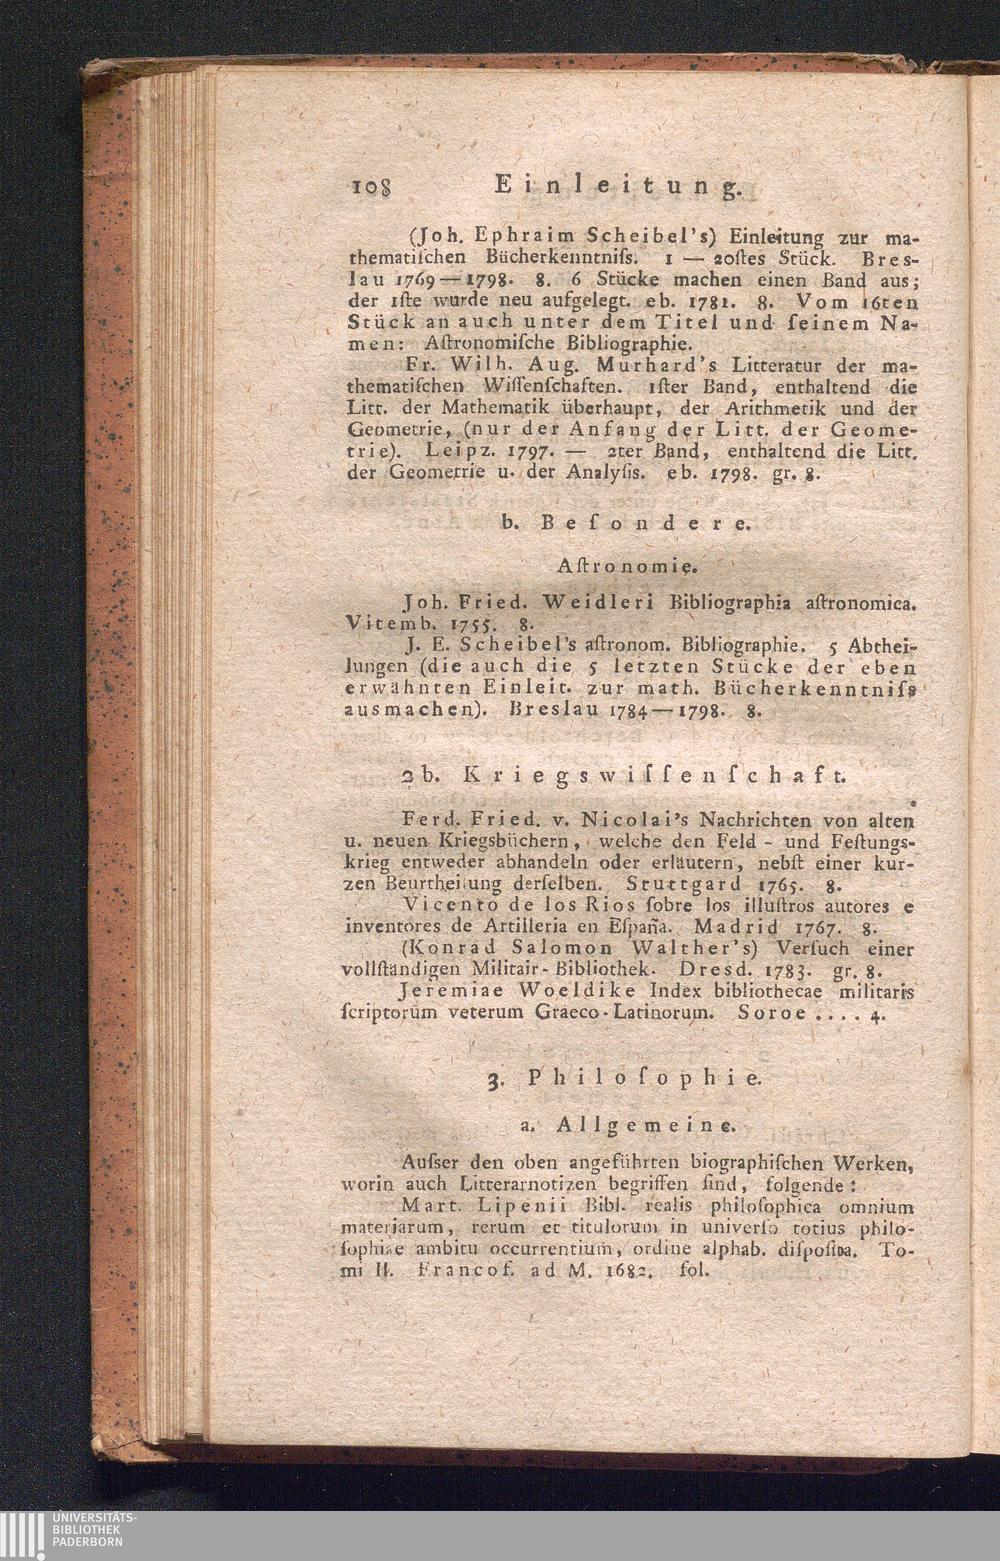 108 Einleitung.
(Joh. Ephraim Scheibel's) Einleitung zur ma-
thematiſchen Bücherkenntniſs. 1 — 20ſtes Stück. Bres-
lau 1769—1798. 8. 6 Stücke machen einen Band aus;
der 1ſte wurde neu aufgelegt. eb. 1781. 8. Vom 16ten
Stück an auch unter dem Titel und ſeinem Na-
men: Aſtronomiſche Bibliographie.
Fr. Wilh. Aug. Murhard's Litteratur der ma-
thematiſchen Wiſſenſchaften. 1ſter Band, enthaltend die
Litt. der Mathematik überhaupt, der Arithmetik und der
Geometrie, (nur der Anfang der Litt. der Geome-
trie). Leipz. 1797. — 2ter Band, enthaltend die Litt.
der Geometrie u. der Analyſis. eb. 1798. gr. 8.
b. Beſondere.
Aſtronomie.
Joh. Fried. Weidleri Bibliographia aſtronomica.
Vitemb. 1755. 8.
J. E. Scheibel's aſtronom. Bibliographie. 5 Abthei-
lungen (die auch die 5 letzten Stücke der eben
erwähnten Einleit. zur math. Bücherkenntniſs
ausmachen). Breslau 1784—1798. 8.
2b. Kriegswiſſenſchaft.
Ferd. Fried. v. Nicolai's Nachrichten von alten
u. neuen Kriegsbüchern, welche den Feld- und Feſtungs-
krieg entweder abhandeln oder erläutern, nebſt einer kur-
zen Beurtheilung derſelben. Stuttgard 1765. 8.
Vicento de los Rios ſobre los illuſtros autores e
inventores de Artilleria en Eſpaña. Madrid 1767. 8.
(Konrad Salomon Walther's) Verſuch einer
vollſtändigen Militair-Bibliothek. Dresd. 1783. gr. 8.
Jeremiae Woeldike Index bibliothecae militaris
ſcriptorum veterum Graeco-Latinorum. Soroe .... 4.
3. Philoſophie.
a. Allgemeine.
Auſser den oben angeführten biographiſchen Werken,
worin auch Litterarnotizen begriffen ſind, folgende:
Mart. Lipenii Bibl. realis philoſophica omnium
materiarum, rerum et titulorum in univerſo totius philo-
ſophiae ambitu occurrentium, ordine alphab. diſpoſita. To-
mi II. Francof. ad M. 1682. fol.
UNIVERSITÄTS-
BIBLIOTHEK
PADERBORN